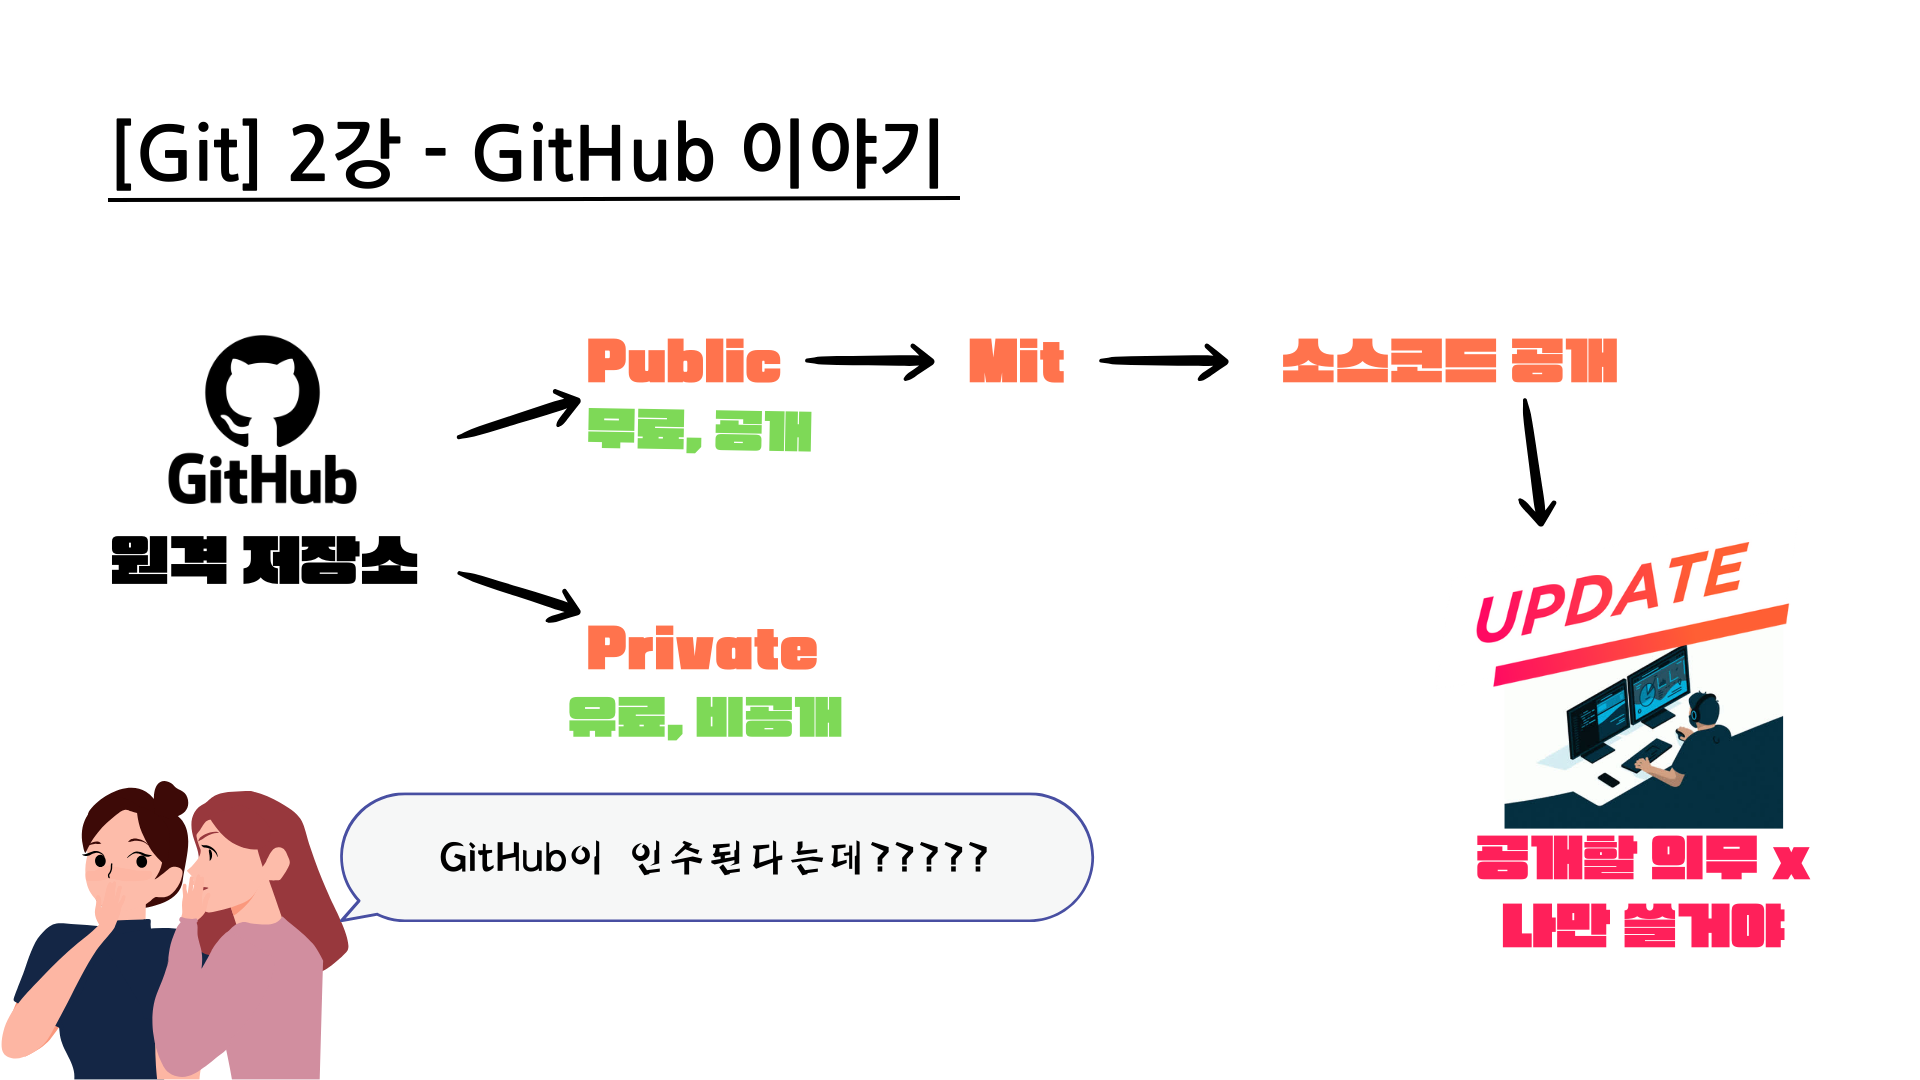 [Git] 2강 - GitHub 이야기
GitHub
원격 저장소
Public
무료, 공개
Mit
소스코드 공개
Private
유료, 비공개
UPDATE
공개할 의무 x
나만 쓸거야
GitHub이 인수된다는데?????